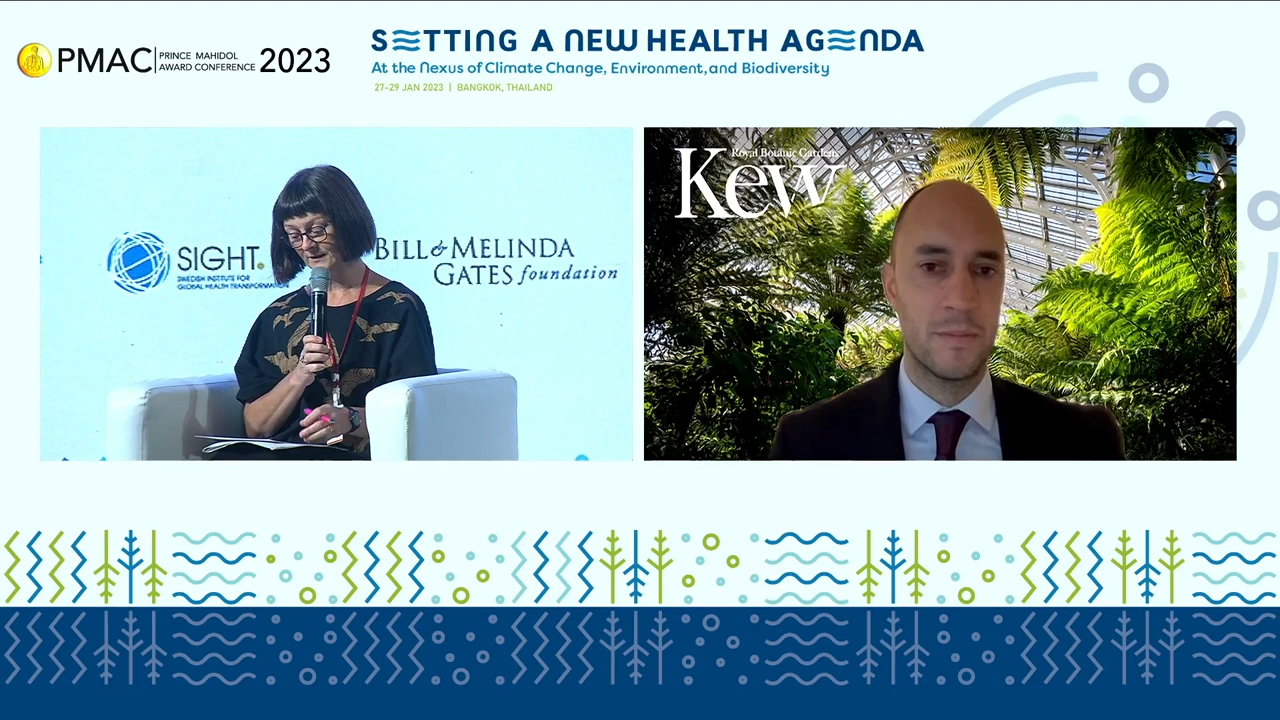 PMAC
PRINCE MAHIDOL
AWARD CONFERENCE
2023
SETTING A NEW HEALTH AGENDA
At the Nexus of Climate Change, Environment, and Biodiversity
27-29 JAN 2023 | BANGKOK, THAILAND
SIGHT.
SWEDISH INSTITUTE FOR
GLOBAL HEALTH TRANSFORMATION
BILL & MELINDA
GATES foundation
Royal Botanic Gardens
Kew